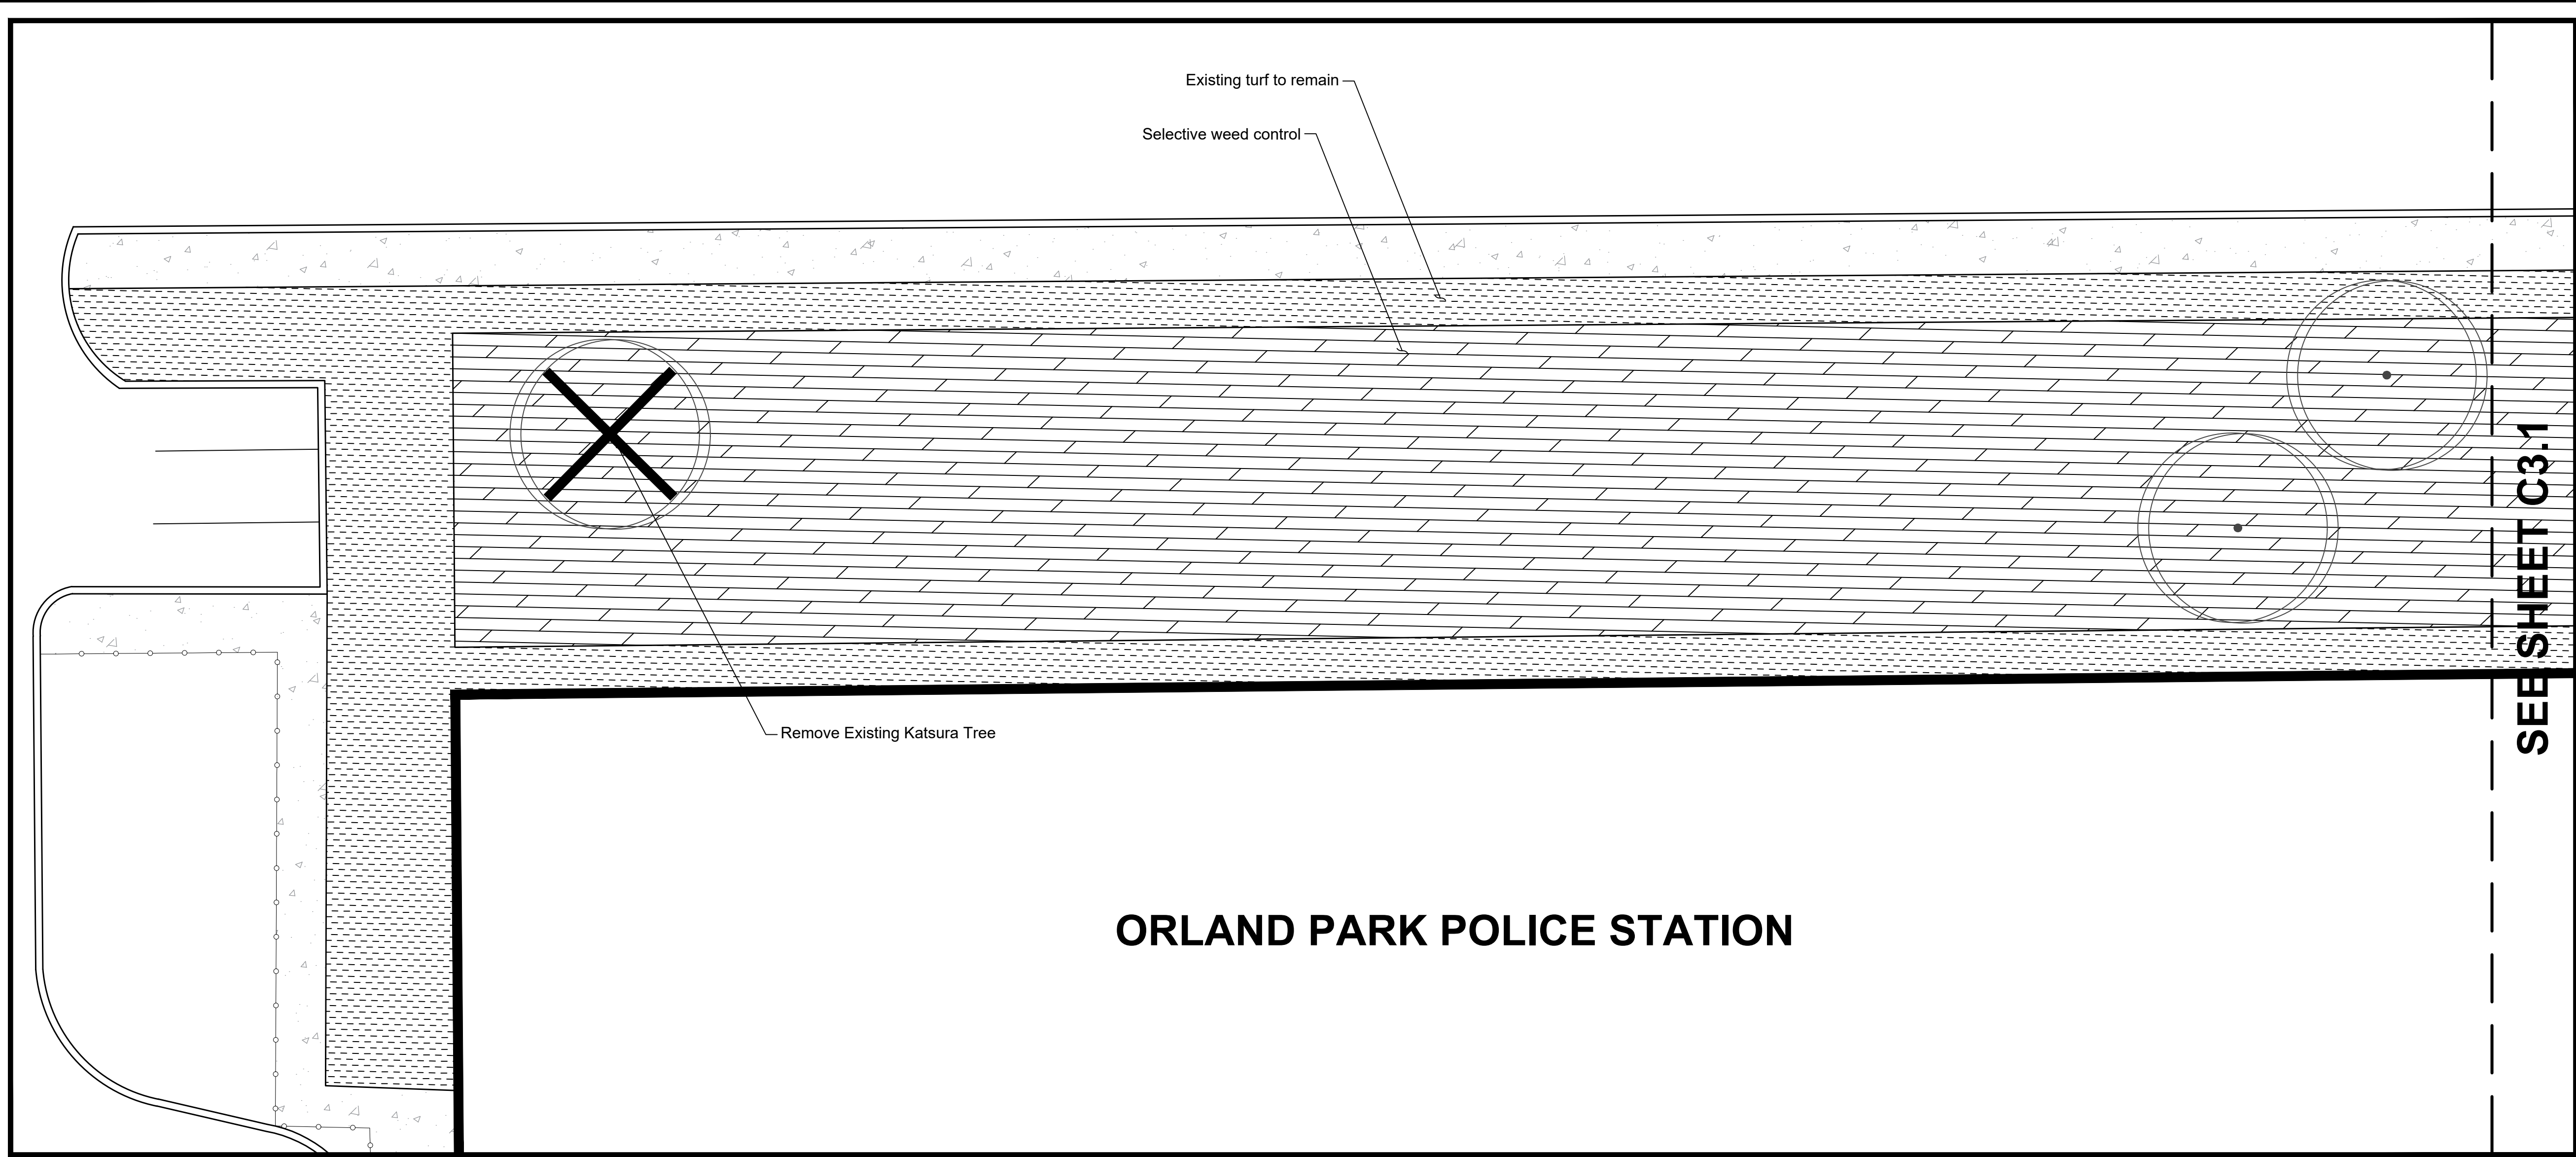 Existing turf to remain
Selective weed control
SEE SHEET C3.1
Remove Existing Katsura Tree
ORLAND PARK POLICE STATION